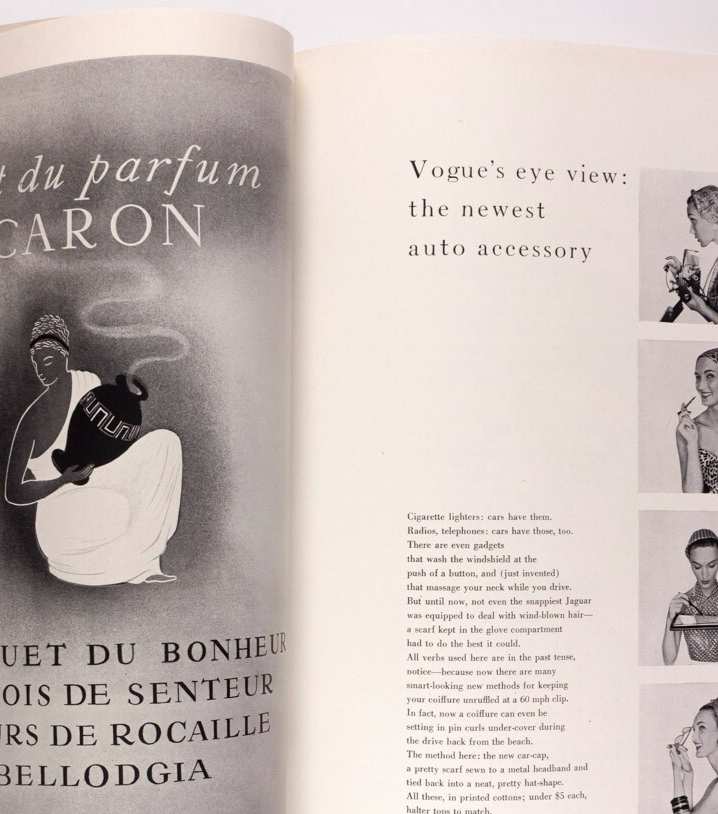 du parfum
CARON
DU BONHEUR
DE SENTEUR
DE ROCAILLE
BELLODGIA
Vogue's eye view:
the newest
auto accessory
Cigarette lighters: cars have them.
Radios, telephones: cars have those, too.
There are even gadgets
that wash the windshield at the
push of a button, and (just invented)
that massage your neck while you drive.
But until now, not even the snappiest Jaguar
was equipped to deal with wind-blown hair—
a scarf kept in the glove compartment
had to do the best it could.
All verbs used here are in the past tense,
notice—because now there are many
smart-looking new methods for keeping
your coiffure unruffled at a 60 mph clip.
In fact, now a coiffure can even be
setting in pin curls under-cover during
the drive back from the beach.
The method here: the new car-cap,
a pretty scarf sewn to a metal headband and
tied back into a neat, pretty hat-shape.
All these, in printed cottons; under $5 each,
halter tops to match.